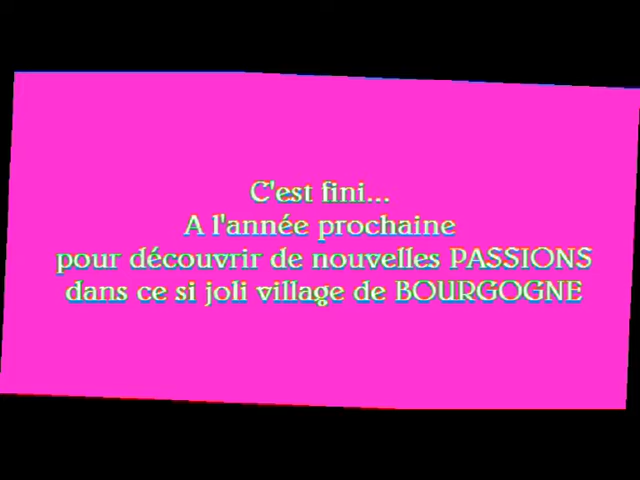 C'est fini...
A l'année prochaine
pour découvrir de nouvelles PASSIONS
dans ce si joli village de BOURGOGNE